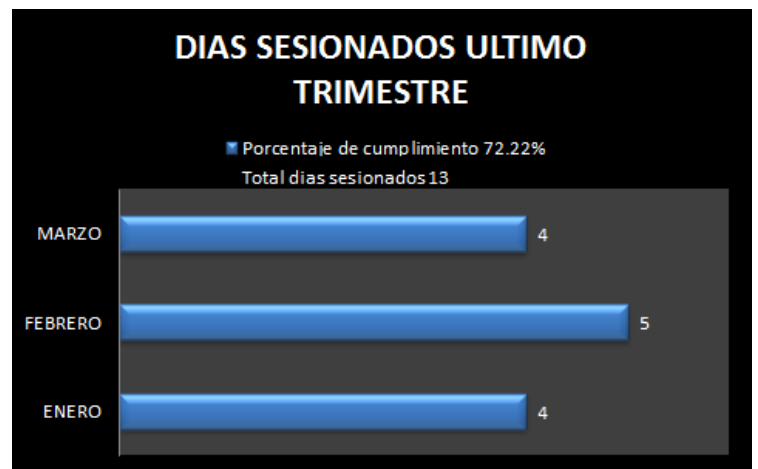 DIAS SESIONADOS ULTIMO
TRIMESTRE
Porcentaje de cumplimiento 72.22%
Total dias sesionados 13
MARZO
4
FEBRERO
5
ENERO
4